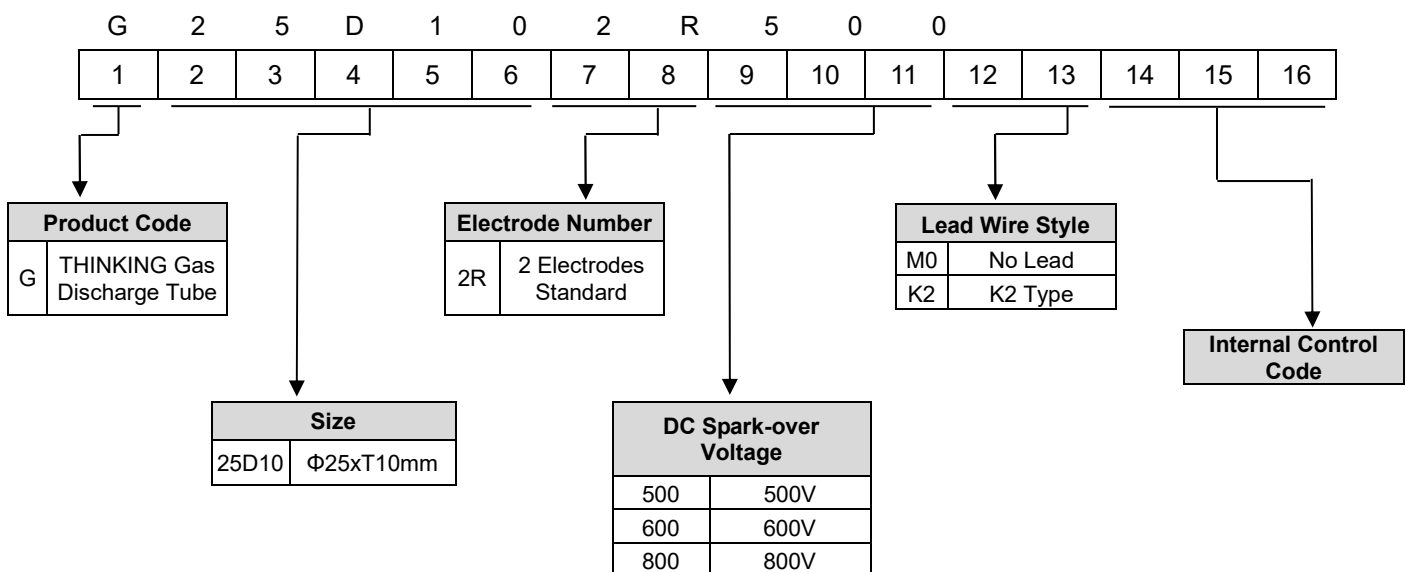 G 2 5 D 1 0 2 R 5 0 0
1 2 3 4 5 6 7 8 9 10 11 12 13 14 15 16
Product Code
G THINKING Gas
Discharge Tube
Electrode Number
2R 2 Electrodes
Standard
Lead Wire Style
M0 No Lead
K2 K2 Type
Internal Control
Code
Size
25D10 Φ25xT10mm
DC Spark-over
Voltage
500 500V
600 600V
800 800V